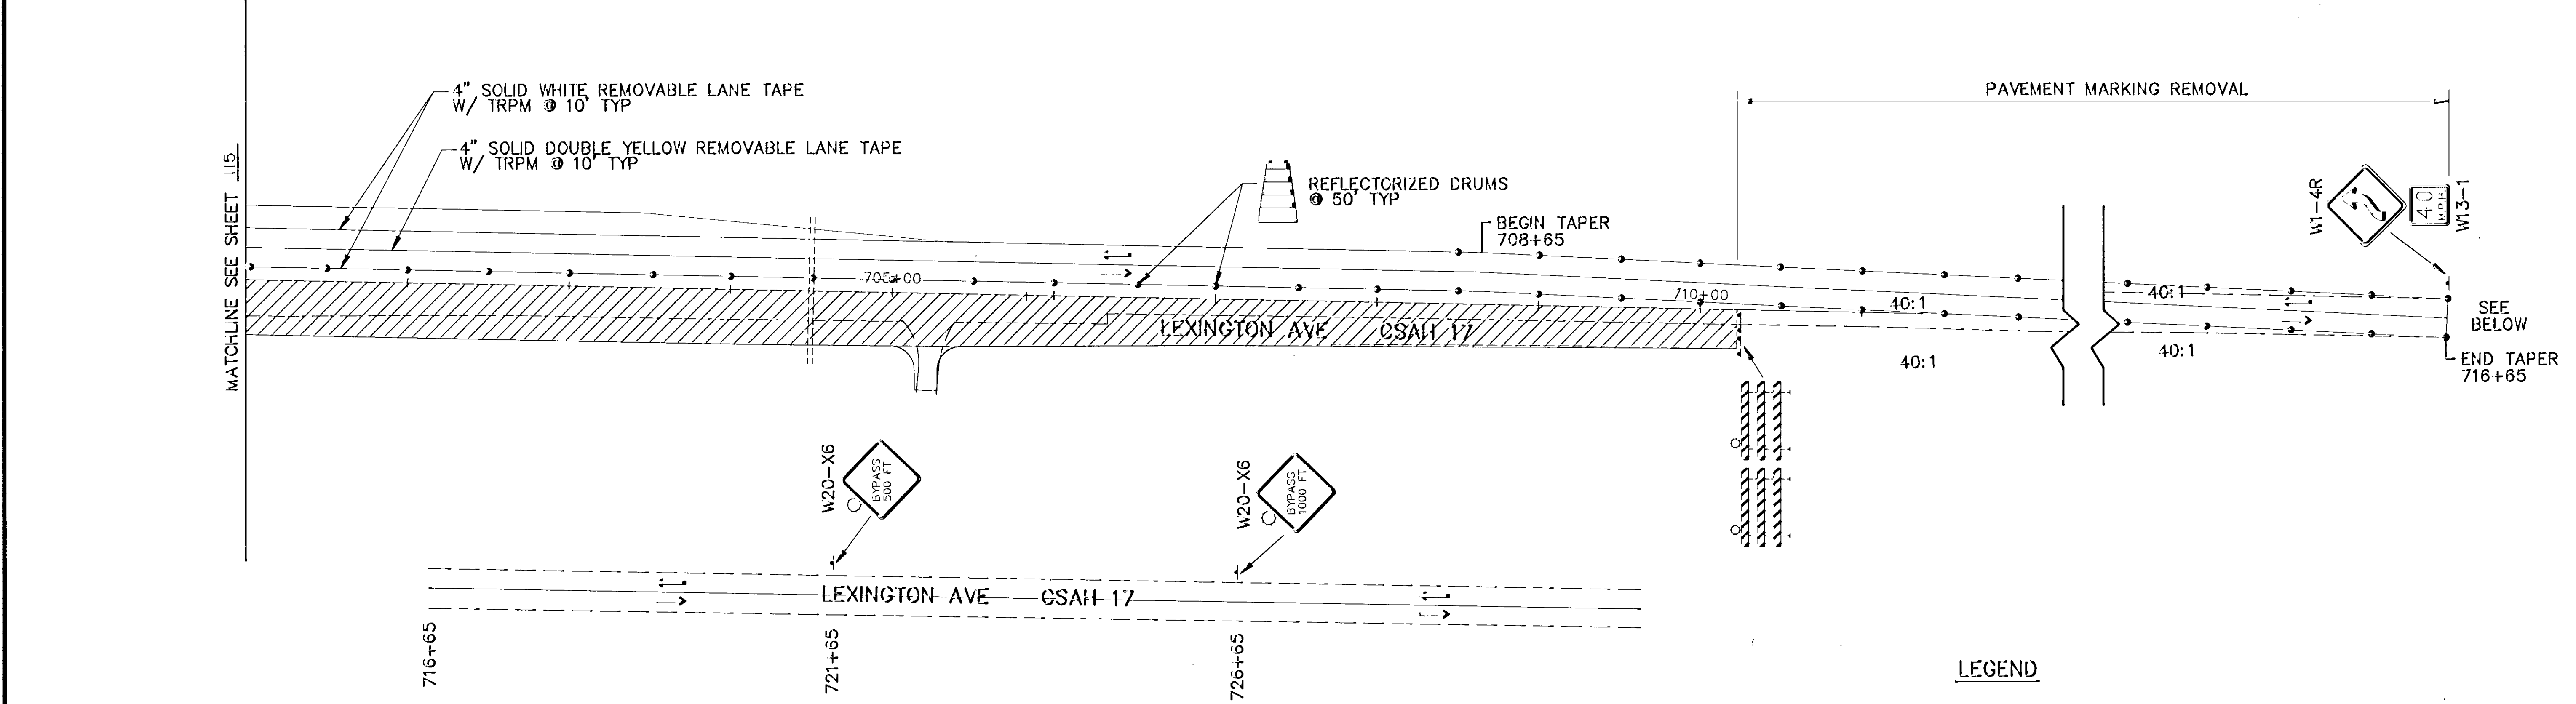 4" SOLID WHITE REMOVABLE LANE TAPE
W/ TRPM @ 10' TYP
4" SOLID DOUBLE YELLOW REMOVABLE LANE TAPE
W/ TRPM @ 10' TYP
MATCHLINE SEE SHEET 115
REFLECTORIZED DRUMS
@ 50' TYP
BEGIN TAPER
708+65
PAVEMENT MARKING REMOVAL
W1-4R
40
M.P.H.
W13-1
705+00
710+00
40:1
40:1
LEXINGTON AVE CSAH 17
SEE
BELOW
40:1
40:1
END TAPER
716+65
W20-X6
BYPASS
500 FT
W20-X6
BYPASS
1000 FT
LEXINGTON AVE CSAH 17
716+65
721+65
726+65
LEGEND